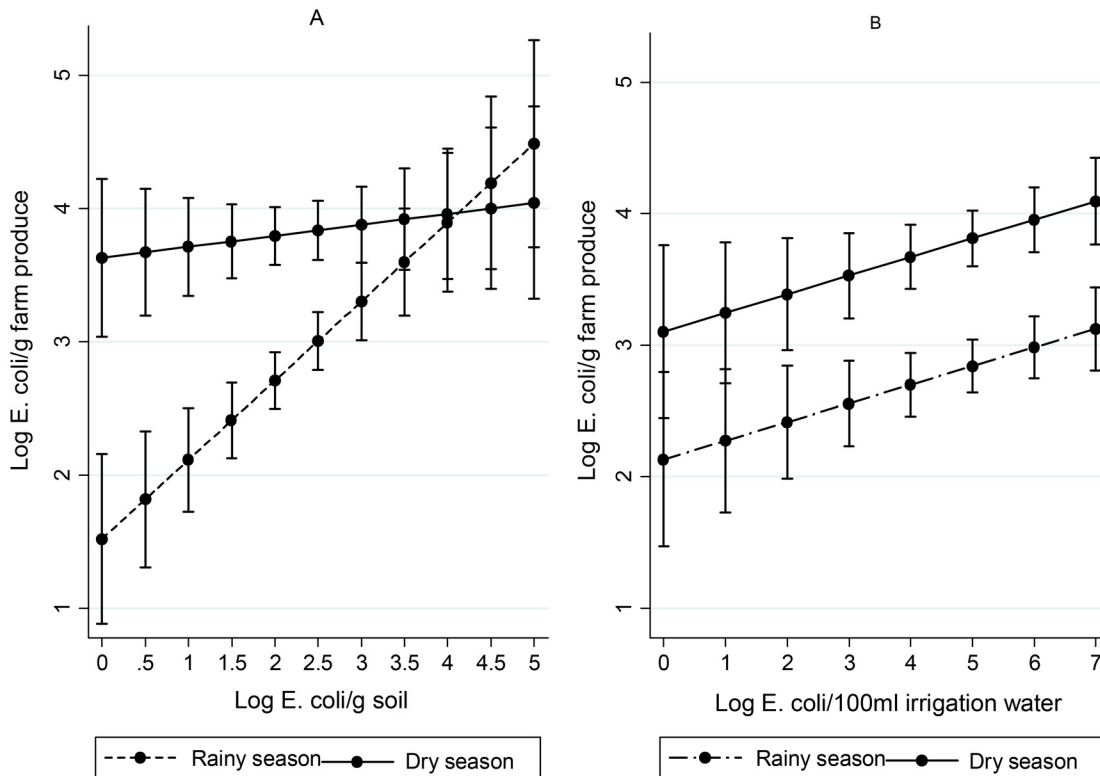 A
Log E. coli/g farm produce
5
4
3
2
1
0 .5 1 1.5 2 2.5 3 3.5 4 4.5 5
Log E. coli/g soil
Rainy season Dry season
B
Log E. coli/g farm produce
5
4
3
2
1
0 1 2 3 4 5 6 7
Log E. coli/100ml irrigation water
Rainy season Dry season